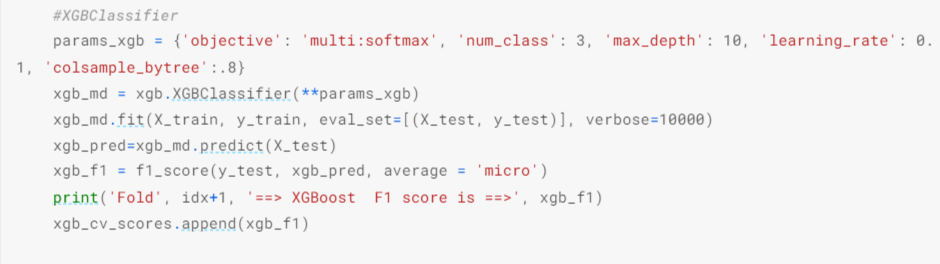 #XGBClassifier
params_xgb = {'objective': 'multi:softmax', 'num_class': 3, 'max_depth': 10, 'learning_rate': 0.
1, 'colsample_bytree':.8}
xgb_md = xgb.XGBClassifier(**params_xgb)
xgb_md.fit(X_train, y_train, eval_set=[(X_test, y_test)], verbose=10000)
xgb_pred=xgb_md.predict(X_test)
xgb_f1 = f1_score(y_test, xgb_pred, average = 'micro')
print('Fold', idx+1, '==> XGBoost  F1 score is ==>', xgb_f1)
xgb_cv_scores.append(xgb_f1)